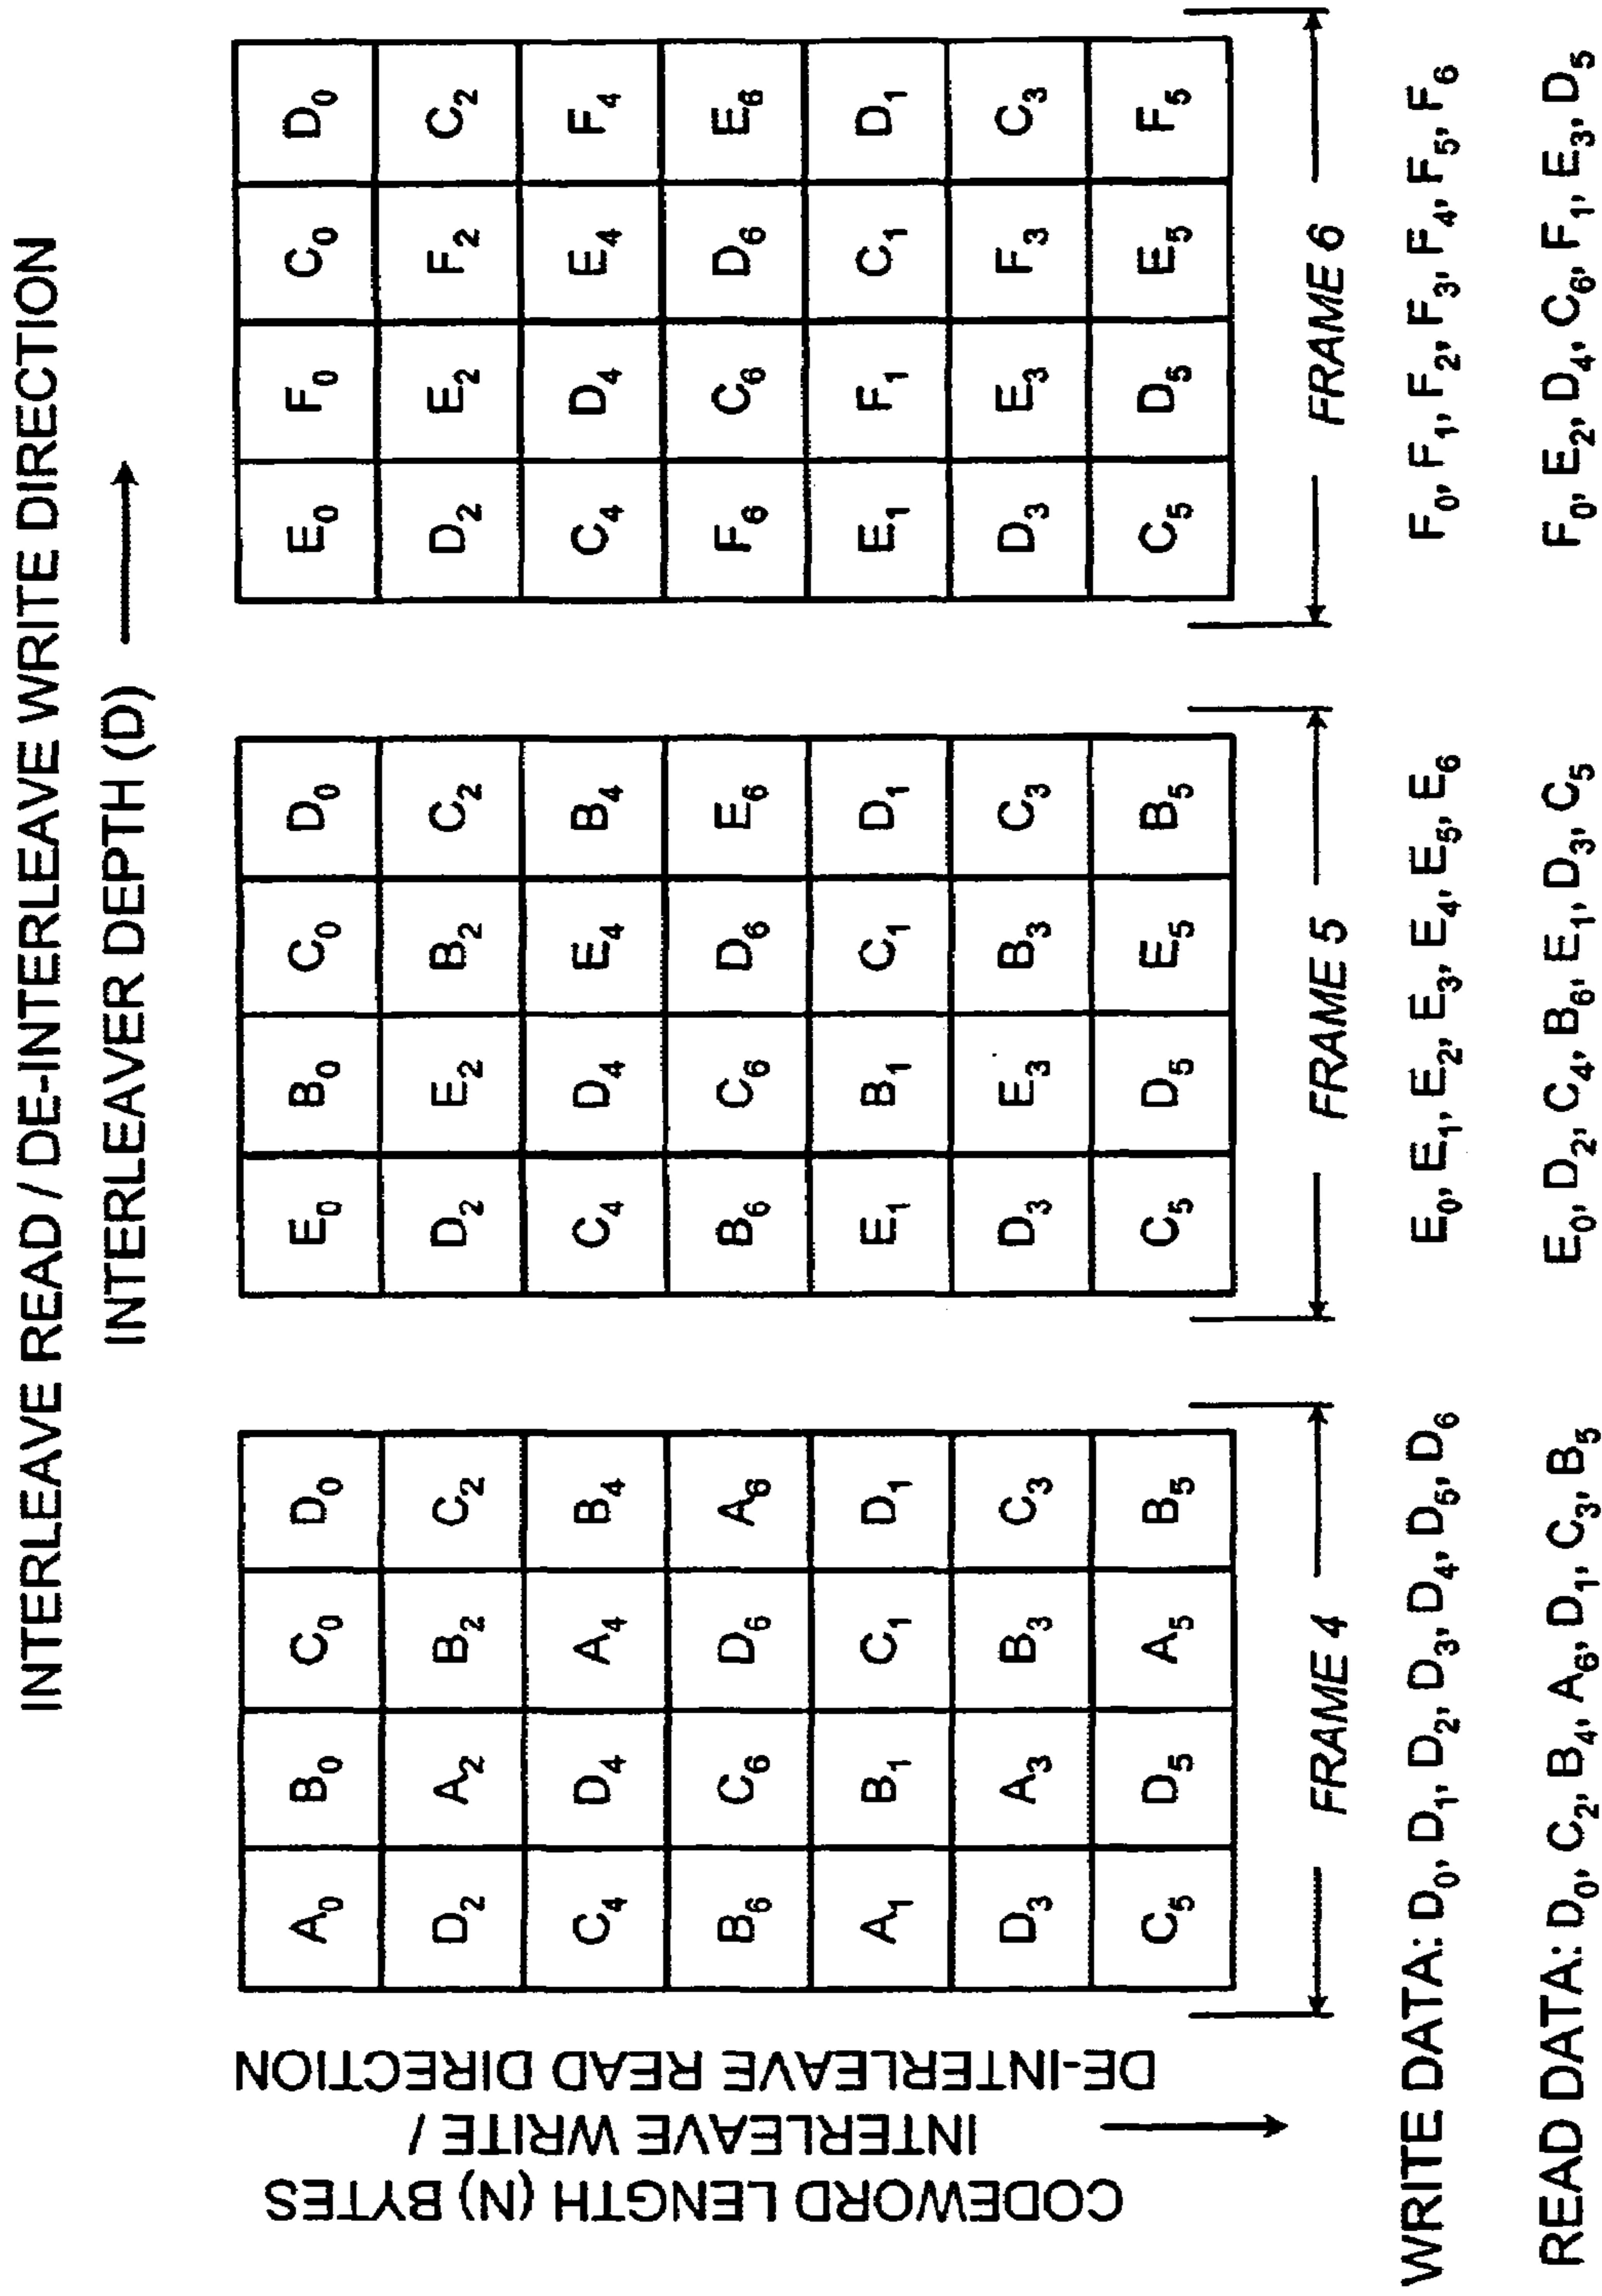 INTERLEAVE READ / DE-INTERLEAVE WRITE DIRECTION
INTERLEAVER DEPTH (D) →
CODEWORD LENGTH (N) BYTES
INTERLEAVE WRITE /
DE-INTERLEAVE READ DIRECTION
A₀ B₀ C₀ D₀ E₀ B₀ C₀ D₀ E₀ F₀ C₀ D₀
D₂ A₂ B₂ C₂ D₂ E₂ B₂ C₂ D₂ E₂ F₂ C₂
C₄ D₄ A₄ B₄ C₄ D₄ E₄ B₄ C₄ D₄ E₄ F₄
B₆ C₆ D₆ A₆ B₆ C₆ D₆ E₆ F₆ C₆ D₆ E₆
A₁ B₁ C₁ D₁ E₁ B₁ C₁ D₁ E₁ F₁ C₁ D₁
D₃ A₃ B₃ C₃ D₃ E₃ B₃ C₃ D₃ E₃ F₃ C₃
C₅ D₅ A₅ B₅ C₅ D₅ E₅ B₅ C₅ D₅ E₅ F₅
FRAME 4 FRAME 5 FRAME 6
WRITE DATA: D₀, D₁, D₂, D₃, D₄, D₅, D₆ E₀, E₁, E₂, E₃, E₄, E₅, E₆ F₀, F₁, F₂, F₃, F₄, F₅, F₆
READ DATA: D₀, C₂, B₄, A₆, D₁, C₃, B₅ E₀, D₂, C₄, B₆, E₁, D₃, C₅ F₀, E₂, D₄, C₆, F₁, E₃, D₅